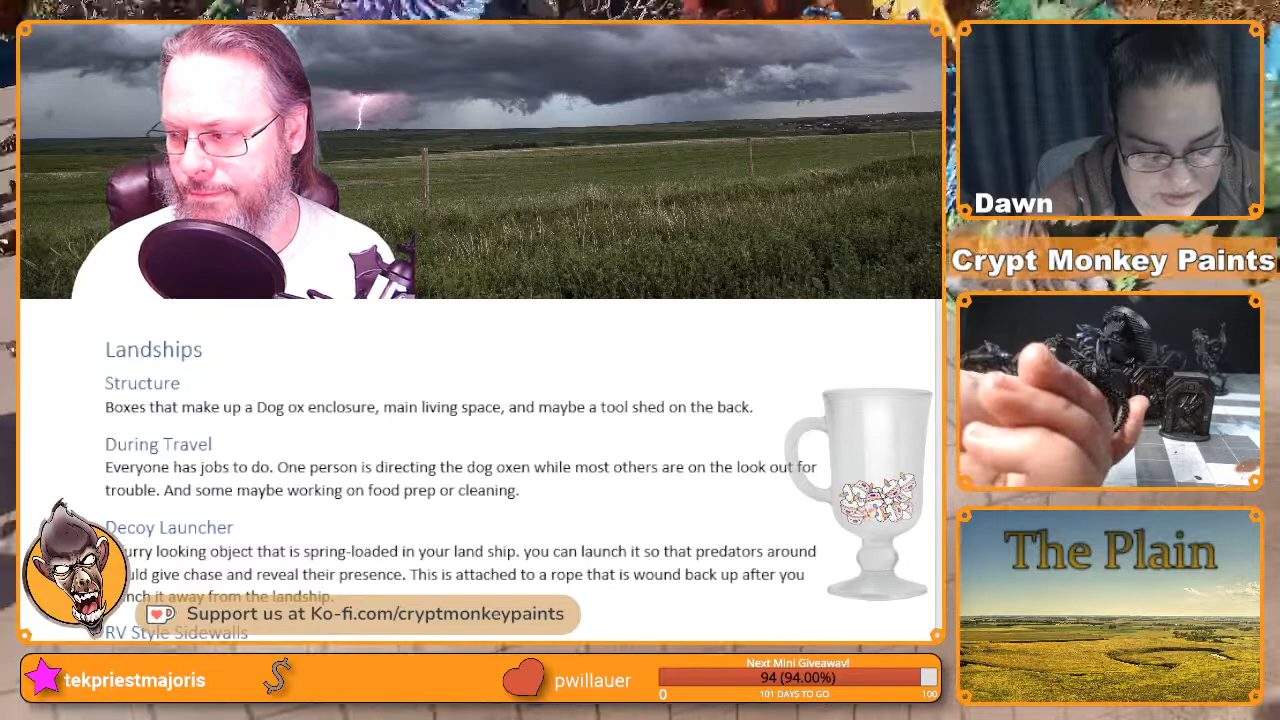 Landships
Structure
Boxes that make up a Dog ox enclosure, main living space, and maybe a tool shed on the back.
During Travel
Everyone has jobs to do. One person is directing the dog oxen while most others are on the look out for
trouble. And some maybe working on food prep or cleaning.
Decoy Launcher
urry looking object that is spring-loaded in your land ship. you can launch it so that predators around
uld give chase and reveal their presence. This is attached to a rope that is wound back up after you
nch it away from the landship.
Support us at Ko-fi.com/cryptmonkeypaints
RV Style Sidewalls
Dawn
Crypt Monkey Paints
The Plain
tekpriestmajoris
pwillauer
Next Mini Giveaway!
94 (94.00%)
0
101 DAYS TO GO
100